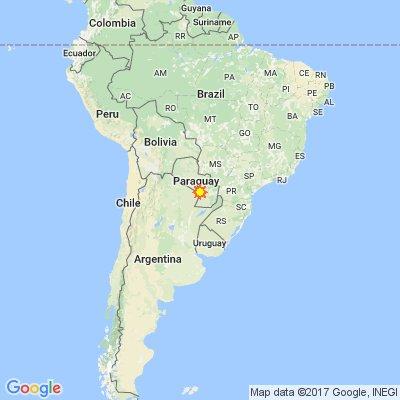 Guyana
Colombia
Suriname
RR
AP
Ecuador
AM
PA
MA
CE
RN
PB
PI
AL
SE
AC
RO
TO
Brazil
Peru
MT
BA
GO
Bolivia
MG
ES
MS
SP
RJ
Paraguay
PR
Chile
SC
RS
Uruguay
Argentina
Google
Map data ©2017 Google, INEGI